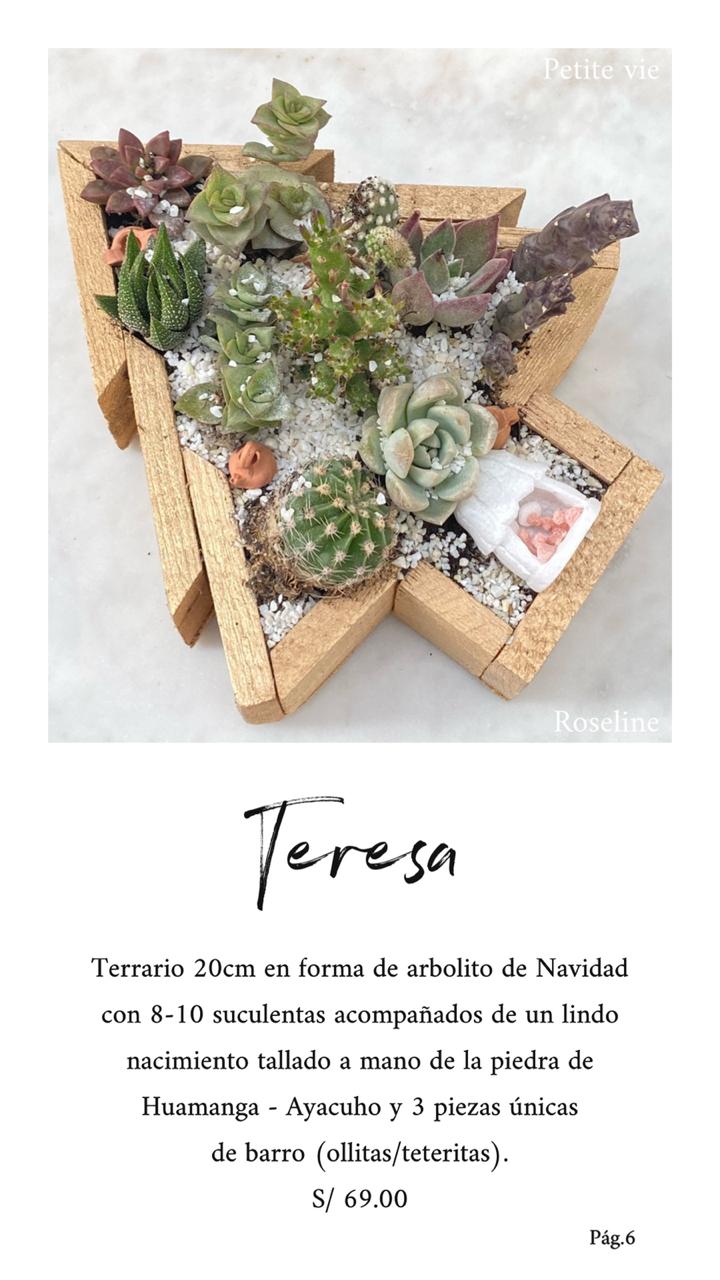 Petite vie
Roseline
Teresa
Terrario 20cm en forma de arbolito de Navidad
con 8-10 suculentas acompañados de un lindo
nacimiento tallado a mano de la piedra de
Huamanga - Ayacuho y 3 piezas únicas
de barro (ollitas/teteritas).
S/ 69.00
Pág.6